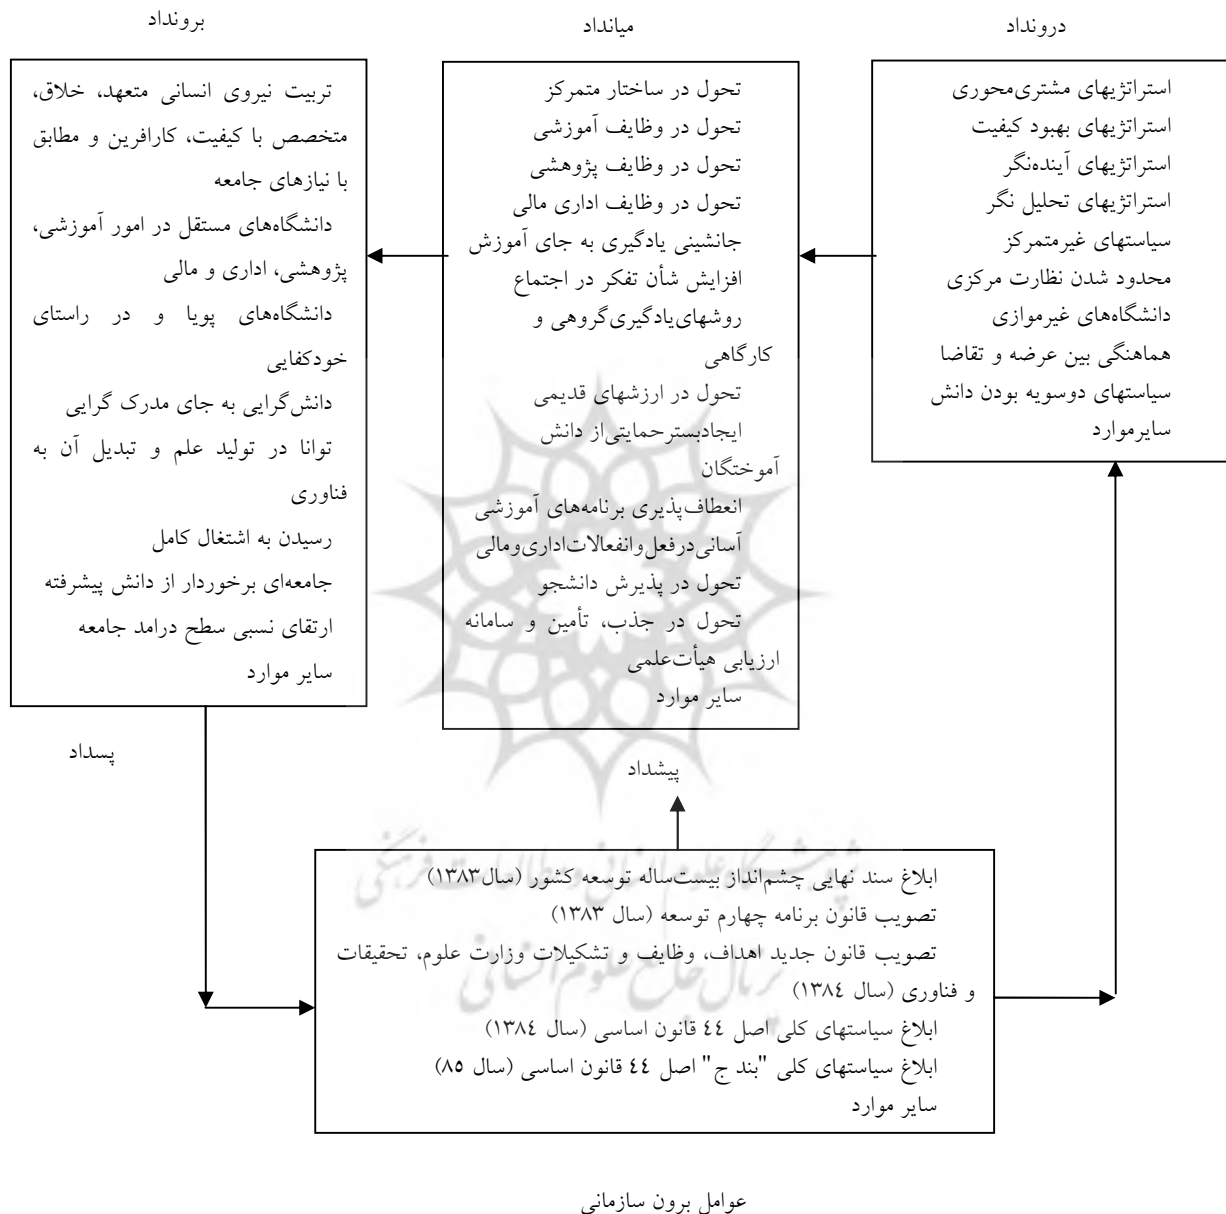 درونداد
استراتژیهای مشتری‌محوری
استراتژیهای بهبود کیفیت
استراتژیهای آینده‌نگر
استراتژیهای تحلیل نگر
سیاستهای غیرمتمرکز
محدود شدن نظارت مرکزی
دانشگاه‌های غیرموازی
هماهنگی بین عرضه و تقاضا
سیاستهای دوسویه بودن دانش
سایرموارد
میانداد
تحول در ساختار متمرکز
تحول در وظایف آموزشی
تحول در وظایف پژوهشی
تحول در وظایف اداری مالی
جانشینی یادگیری به جای آموزش
افزایش شأن تفکر در اجتماع
روشهای‌یادگیری‌گروهی و
کارگاهی
تحول در ارزشهای قدیمی
ایجادبسترحمایتی‌از دانش
آموختگان
انعطاف‌پذیری برنامه‌های آموزشی
آسانی‌درفعل‌وانفعالات‌اداری‌ومالی
تحول در پذیرش دانشجو
تحول در جذب، تأمین و سامانه
ارزیابی هیأت‌علمی
سایر موارد
برونداد
تربیت نیروی انسانی متعهد، خلاق،
متخصص با کیفیت، کارافرین و مطابق
با نیازهای جامعه
دانشگاه‌های مستقل در امور آموزشی،
پژوهشی، اداری و مالی
دانشگاه‌های پویا و در راستای
خودکفایی
دانش‌گرایی به جای مدرک گرایی
توانا در تولید علم و تبدیل آن به
فناوری
رسیدن به اشتغال کامل
جامعه‌ای برخوردار از دانش پیشرفته
ارتقای نسبی سطح درامد جامعه
سایر موارد
پسداد
پیشداد
ابلاغ سند نهایی چشم‌انداز بیست‌ساله توسعه کشور (سال۱۳۸۳)
تصویب قانون برنامه چهارم توسعه (سال ۱۳۸۳)
تصویب قانون جدید اهداف، وظایف و تشکیلات وزارت علوم، تحقیقات
و فناوری (سال ۱۳۸٤)
ابلاغ سیاستهای کلی اصل ٤٤ قانون اساسی (سال ۱۳۸٤)
ابلاغ سیاستهای کلی "بند ج" اصل ٤٤ قانون اساسی (سال ۸۵)
سایر موارد
پژوهشگاه علوم انسانی و مطالعات فرهنگی
پرتال جامع علوم انسانی
عوامل برون سازمانی